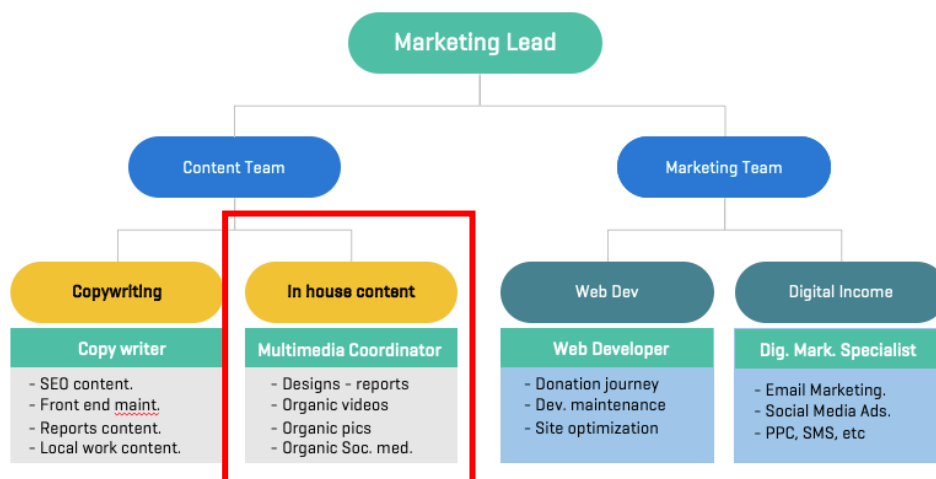 Marketing Lead
Content Team
Marketing Team
Copywriting
In house content
Web Dev
Digital Income
Copy writer
- SEO content.
- Front end maint.
- Reports content.
- Local work content.
Multimedia Coordinator
- Designs - reports
- Organic videos
- Organic pics
- Organic Soc. med.
Web Developer
- Donation journey
- Dev. maintenance
- Site optimization
Dig. Mark. Specialist
- Email Marketing.
- Social Media Ads.
- PPC, SMS, etc